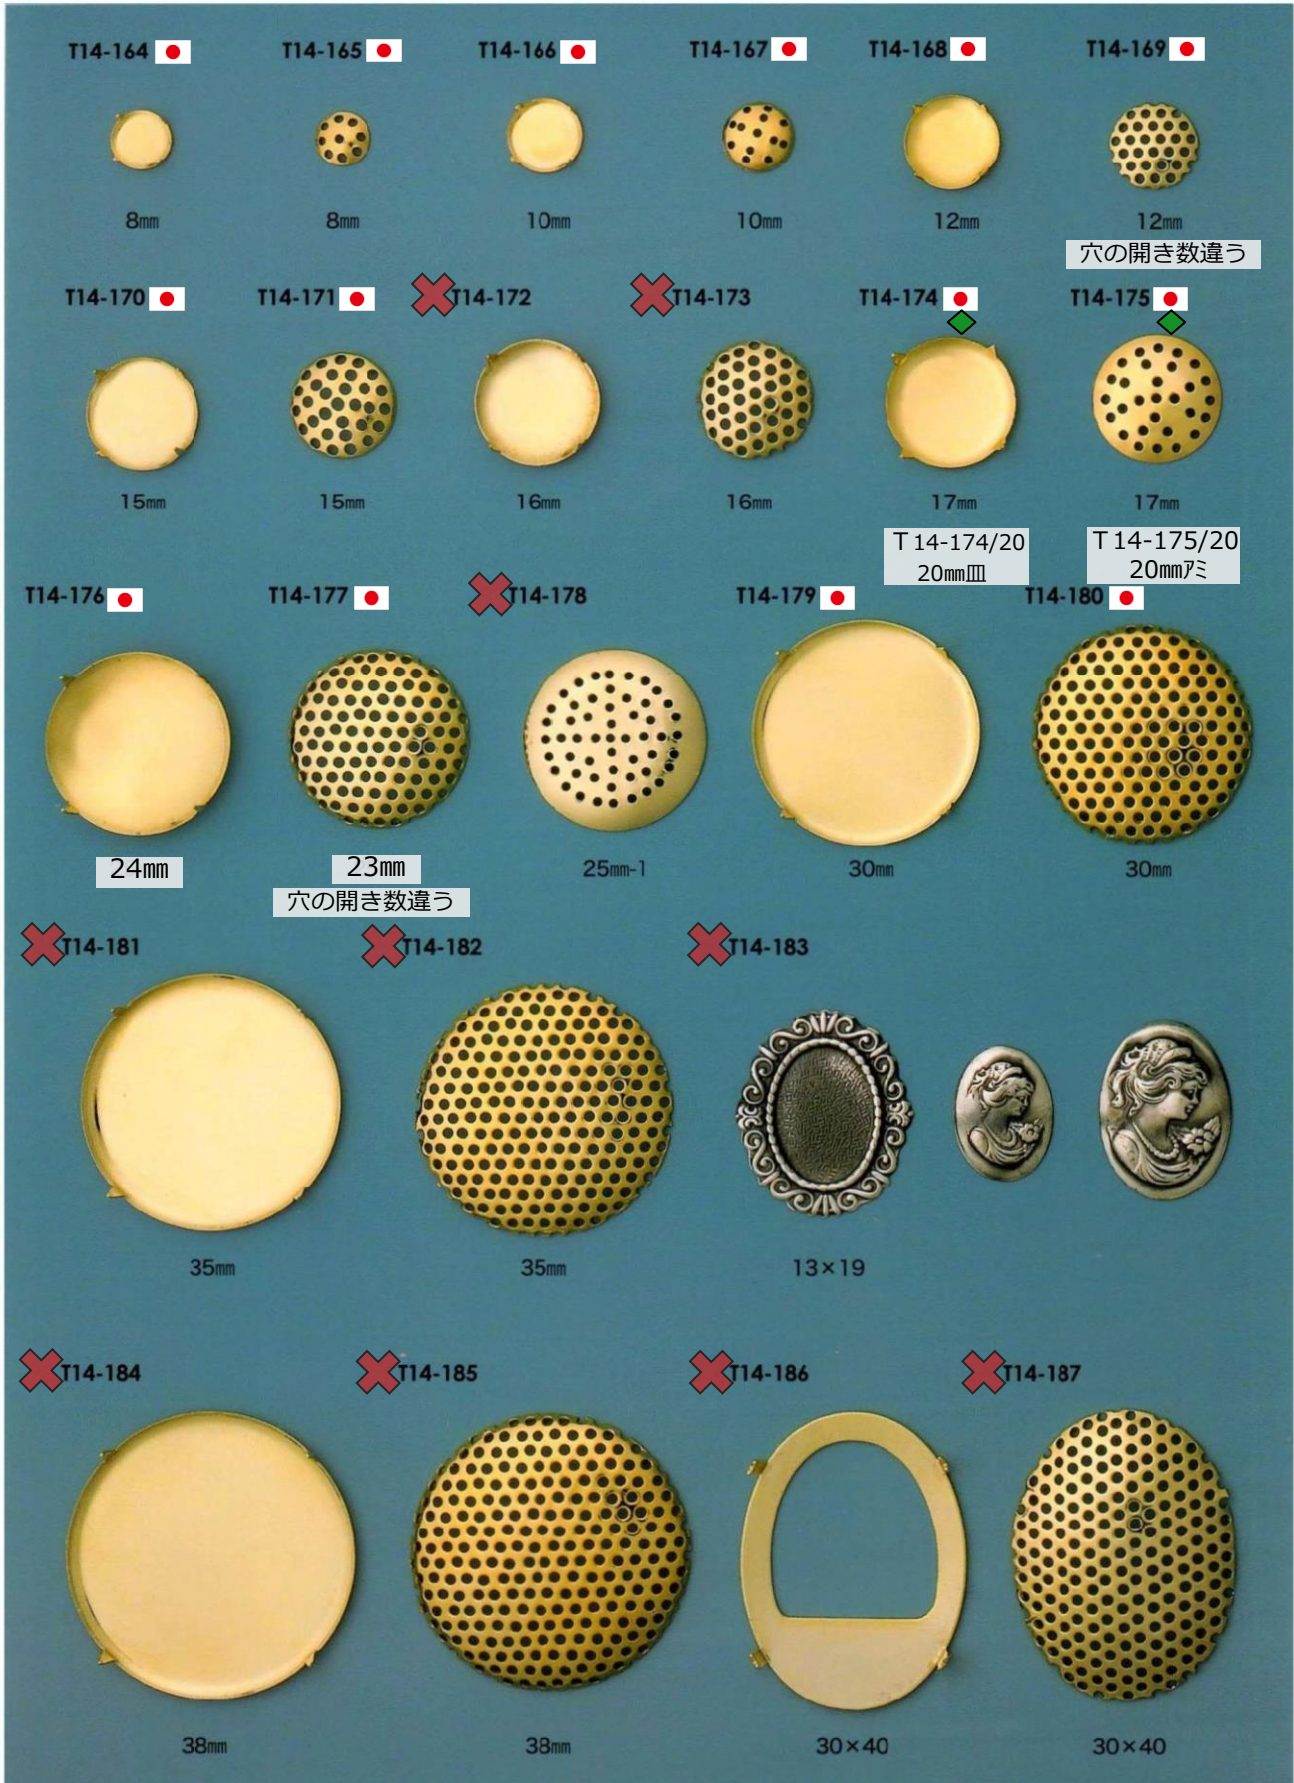 T14-164
T14-165
T14-166
T14-167
T14-168
T14-169
8mm
8mm
10mm
10mm
12mm
12mm
穴の開き数違う
T14-170
T14-171
T14-172
T14-173
T14-174
T14-175
15mm
15mm
16mm
16mm
17mm
17mm
T14-174/20
20mm皿
T14-175/20
20mmアミ
T14-176
T14-177
T14-178
T14-179
T14-180
24mm
23mm
穴の開き数違う
25mm-1
30mm
30mm
T14-181
T14-182
T14-183
35mm
35mm
13×19
T14-184
T14-185
T14-186
T14-187
38mm
38mm
30×40
30×40